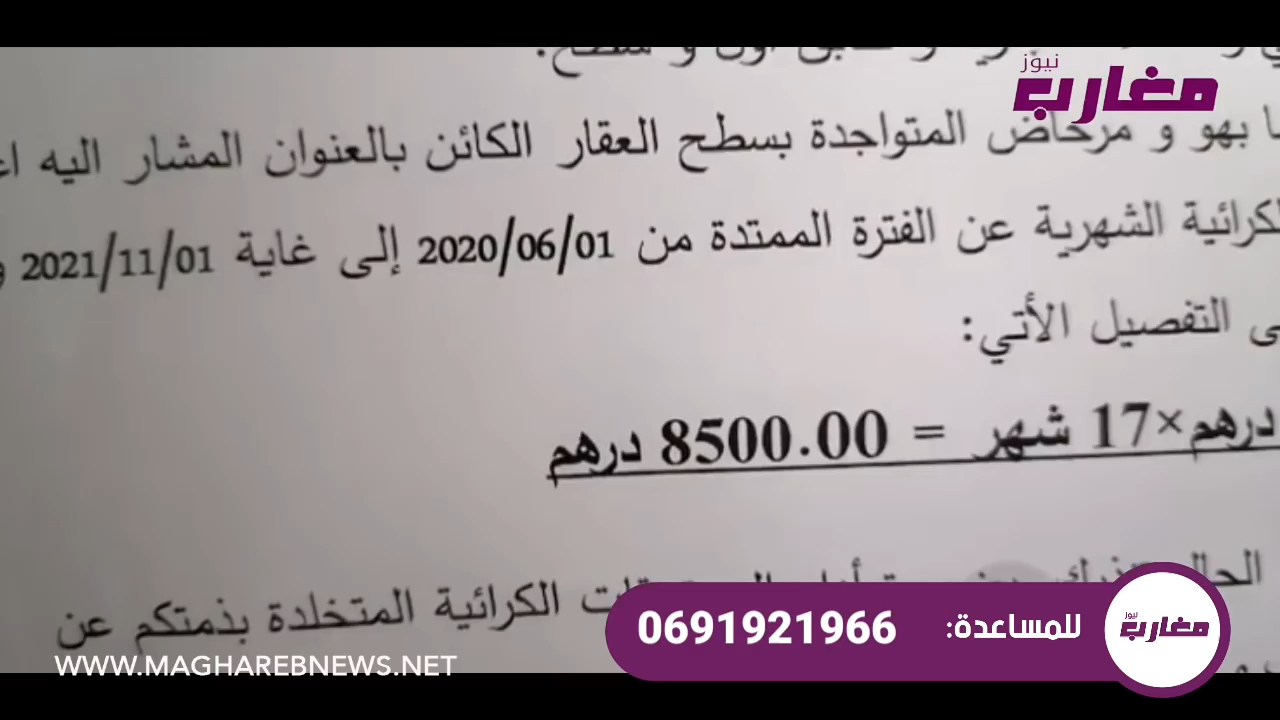 نيوز
مغارب
بهو و مرحاض المتواجدة بسطح العقار الكائن بالعنوان المشار اليه
الكرائية الشهرية عن الفترة الممتدة من 2020/06/01 إلى غاية 2021/11/01
التفصيل الأتي:
درهم×17 شهر = 8500.00 درهم
الكرائية المتخلدة بذمتكم عن
للمساعدة: 0691921966
نيوز
مغارب
WWW.MAGHAREBNEWS.NET